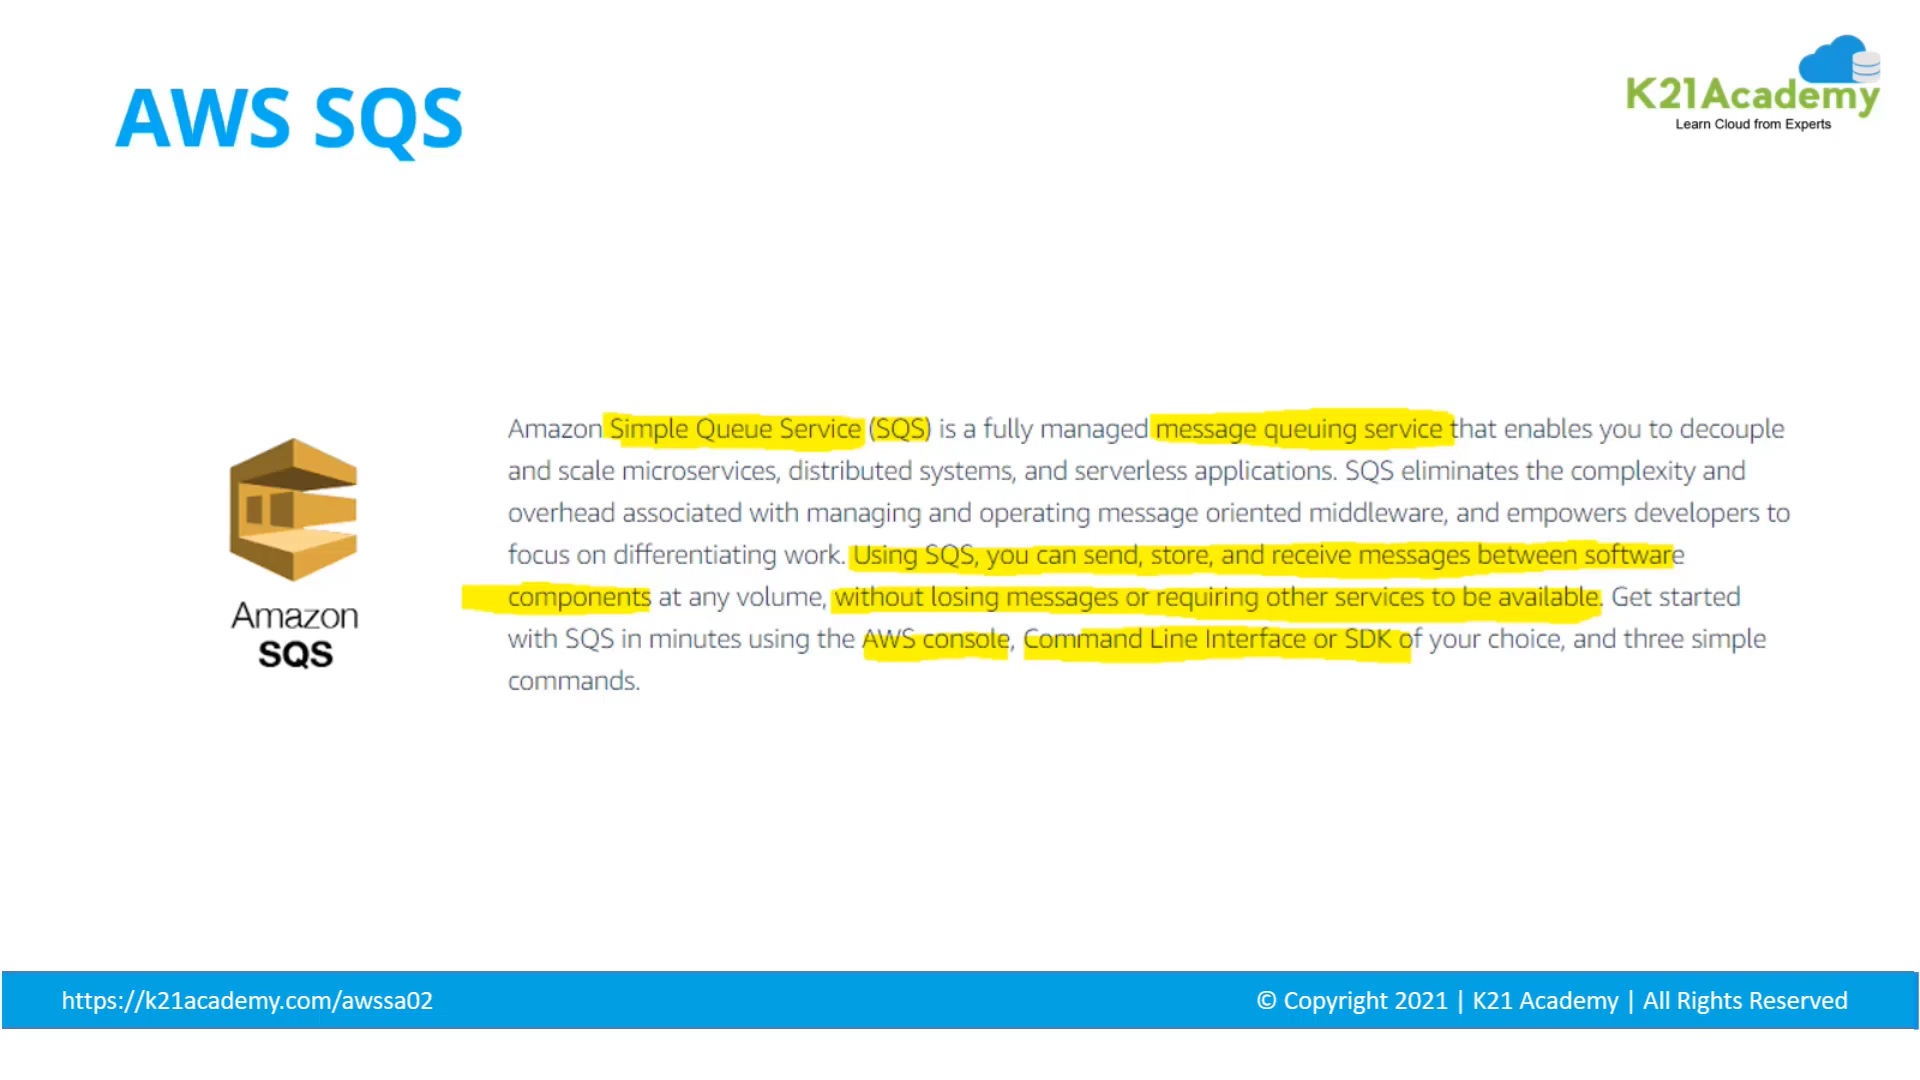 AWS SQS
K21Academy
Learn Cloud from Experts
Amazon Simple Queue Service (SQS) is a fully managed message queuing service that enables you to decouple
and scale microservices, distributed systems, and serverless applications. SQS eliminates the complexity and
overhead associated with managing and operating message oriented middleware, and empowers developers to
focus on differentiating work. Using SQS, you can send, store, and receive messages between software
components at any volume, without losing messages or requiring other services to be available. Get started
with SQS in minutes using the AWS console, Command Line Interface or SDK of your choice, and three simple
commands.
Amazon
SQS
https://k21academy.com/awssa02
© Copyright 2021 | K21 Academy | All Rights Reserved